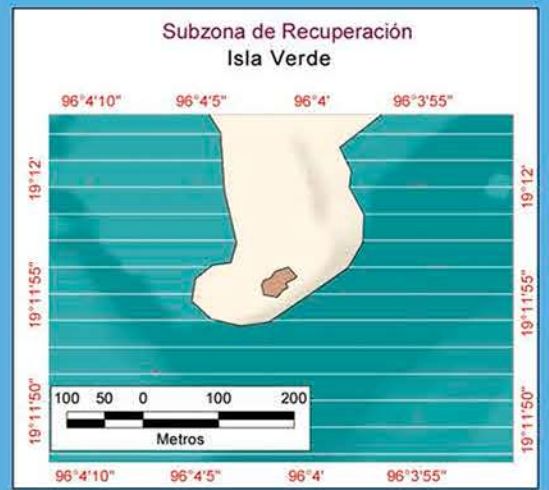 Subzona de Recuperación
Isla Verde
96°4'10" 96°4'5" 96°4' 96°3'55"
19°12' 19°12'
19°11'55" 19°11'55"
19°11'50" 19°11'50"
100 50 0 100 200
Metros
96°4'10" 96°4'5" 96°4' 96°3'55"